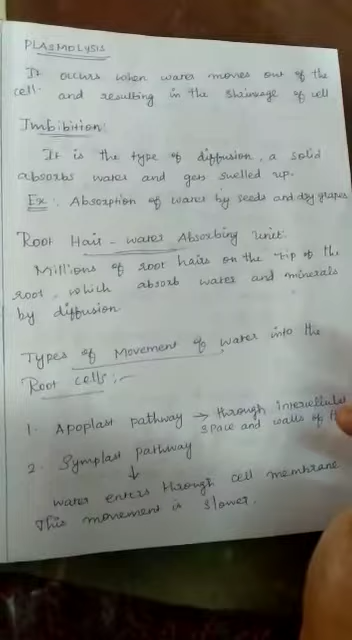 PLASMOLYSIS
It occurs when water moves out of the
cell. and resulting in the shrinkage of cell
Imbibition:
It is the type of diffusion, a solid
absorbs water and gets swelled up.
Ex:. Absorption of water by seeds and dry grapes
Root Hair - water Absorbing unit:
Millions of root hairs on the tip of the
root, which absorb water and minerals
by diffusion.
Types of Movement of water into the
Root cells:-
1. Apoplast pathway → through intercellular
space and walls of the
2. Symplast pathway
↓
water enters through cell membrane
This movement is slower.